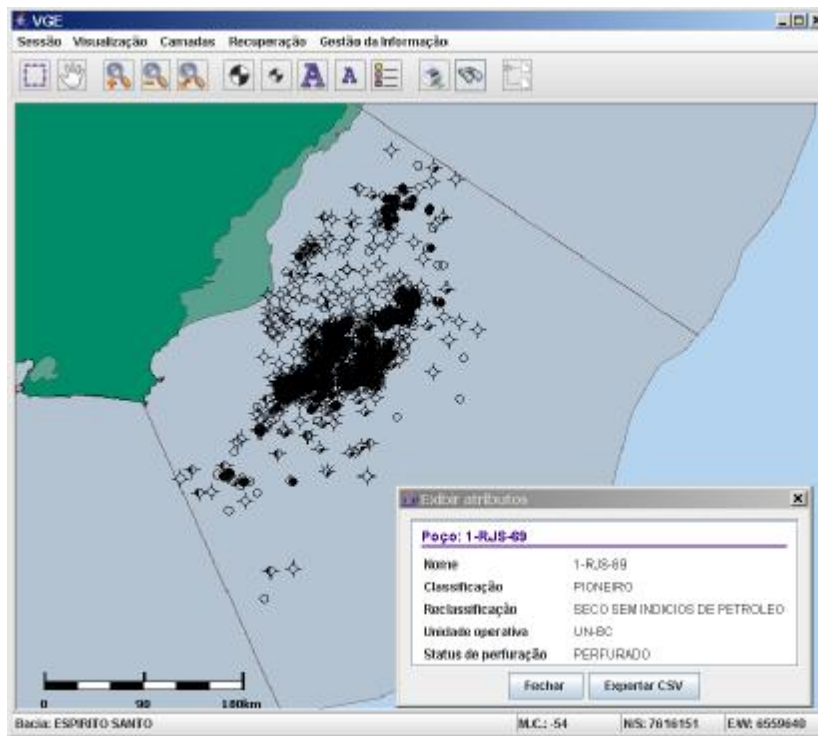 VGE
Sessão Visualização Camadas Recuperação Gestão da Informação
A A
Exibir atributos
Poço: 1-RJS-69
Nome 1-RJS-69
Classificação PIONEIRO
Reclassificação SECO SEM INDICIOS DE PETROLEO
Unidade operativa UN-BC
Status de perfuração PERFURADO
Fechar Exportar CSV
0 90 180km
Bacia: ESPIRITO SANTO M.C.: -54 N/S: 7616151 E/W: 6559640